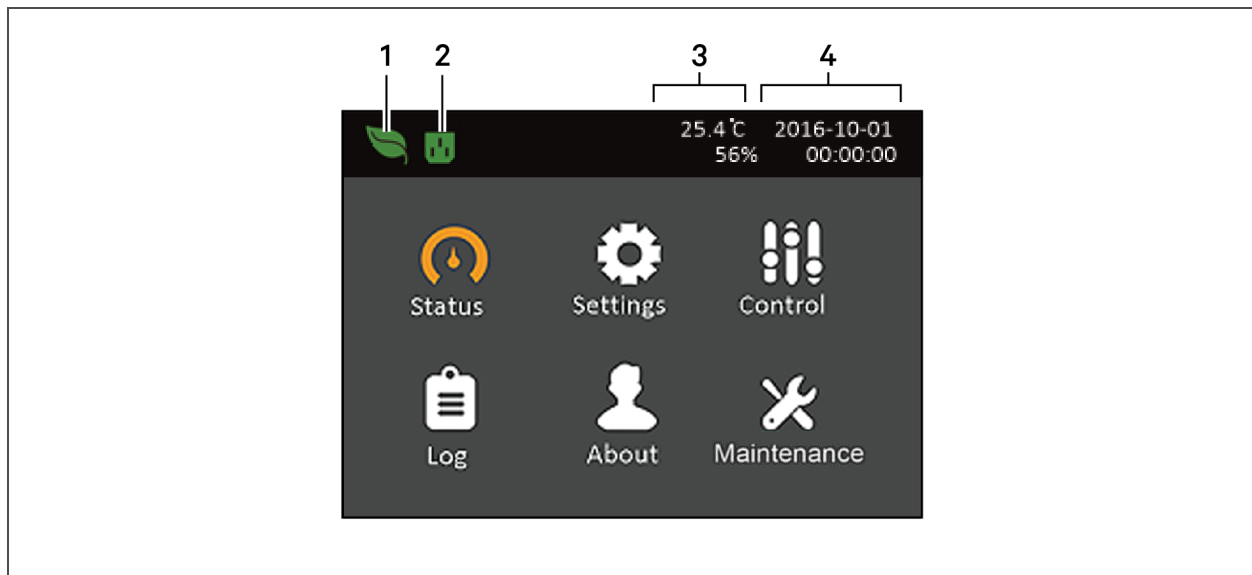 1 2 3 4
25.4℃ 2016-10-01
56% 00:00:00
Status Settings Control
Log About Maintenance